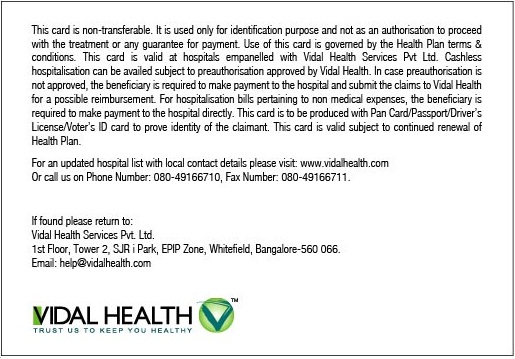 This card is non-transferable. It is used only for identification purpose and not as an authorisation to proceed
with the treatment or any guarantee for payment. Use of this card is governed by the Health Plan terms &
conditions. This card is valid at hospitals empanelled with Vidal Health Services Pvt Ltd. Cashless
hospitalisation can be availed subject to preauthorisation approved by Vidal Health. In case preauthorisation is
not approved, the beneficiary is required to make payment to the hospital and submit the claims to Vidal Health
for a possible reimbursement. For hospitalisation bills pertaining to non medical expenses, the beneficiary is
required to make payment to the hospital directly. This card is to be produced with Pan Card/Passport/Driver's
License/Voter's ID card to prove identity of the claimant. This card is valid subject to continued renewal of
Health Plan.
For an updated hospital list with local contact details please visit: www.vidalhealth.com
Or call us on Phone Number: 080-49166710, Fax Number: 080-49166711.
If found please return to:
Vidal Health Services Pvt. Ltd.
1st Floor, Tower 2, SJR i Park, EPIP Zone, Whitefield, Bangalore-560 066.
Email: help@vidalhealth.com
VIDAL HEALTH TM
TRUST US TO KEEP YOU HEALTHY